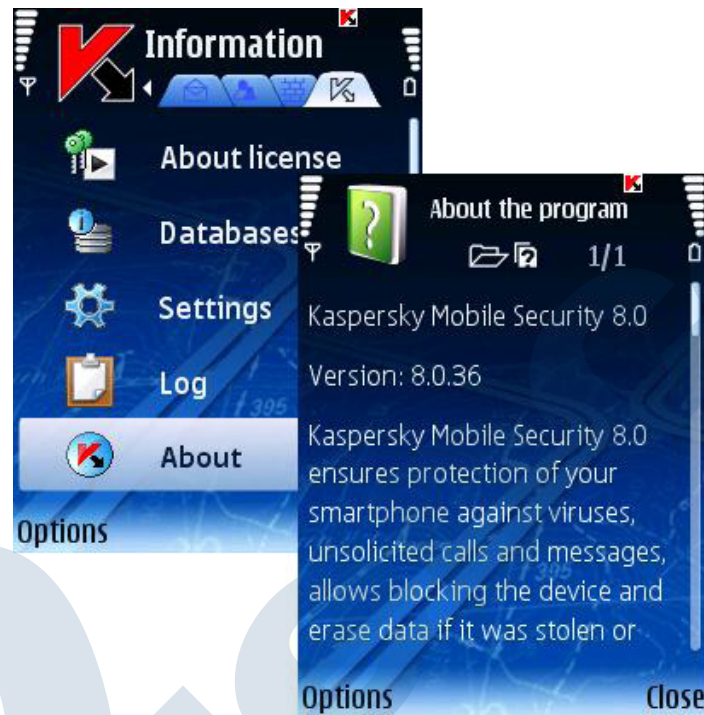 Information
About license
Databases
Settings
Log
About
Options
About the program
1/1
Kaspersky Mobile Security 8.0
Version: 8.0.36
Kaspersky Mobile Security 8.0
ensures protection of your
smartphone against viruses,
unsolicited calls and messages,
allows blocking the device and
erase data if it was stolen or
Options Close